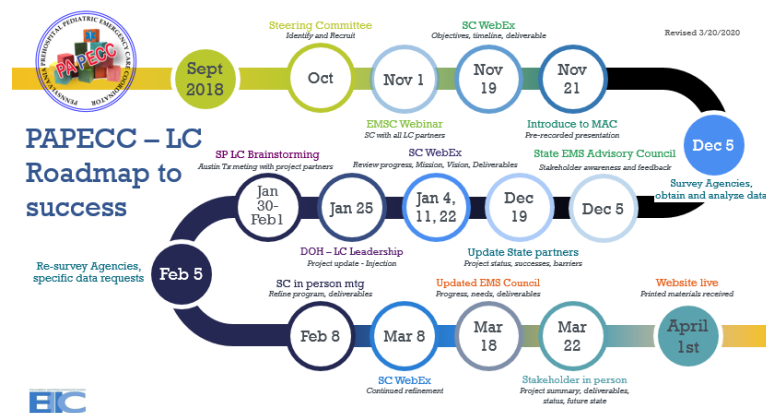 PENNSYLVANIA PREHOSPITAL PEDIATRIC EMERGENCY CARE COORDINATOR
PA PECC
Revised 3/20/2020
PAPECC – LC
Roadmap to
success
Sept
2018
Steering Committee
Identify and Recruit
Oct
Nov 1
EMSC Webinar
SC with all LC partners
SC WebEx
Objectives, timeline, deliverable
Nov
19
Nov
21
Introduce to MAC
Pre-recorded presentation
Dec 5
Survey Agencies,
obtain and analyze data
State EMS Advisory Council
Stakeholder awareness and feedback
Dec 5
Dec
19
Update State partners
Project status, successes, barriers
SC WebEx
Review progress, Mission, Vision, Deliverables
Jan 4,
11, 22
Jan 25
DOH – LC Leadership
Project update - Injection
SP LC Brainstorming
Austin Tx meting with project partners
Jan
30-
Feb1
Feb 5
Re-survey Agencies,
specific data requests
SC in person mtg
Refine program, deliverables
Feb 8
Mar 8
SC WebEx
Continued refinement
Updated EMS Council
Progress, needs, deliverables
Mar
18
Mar
22
Stakeholder in person
Project summary, deliverables,
status, future state
Website live
Printed materials received
April
1st